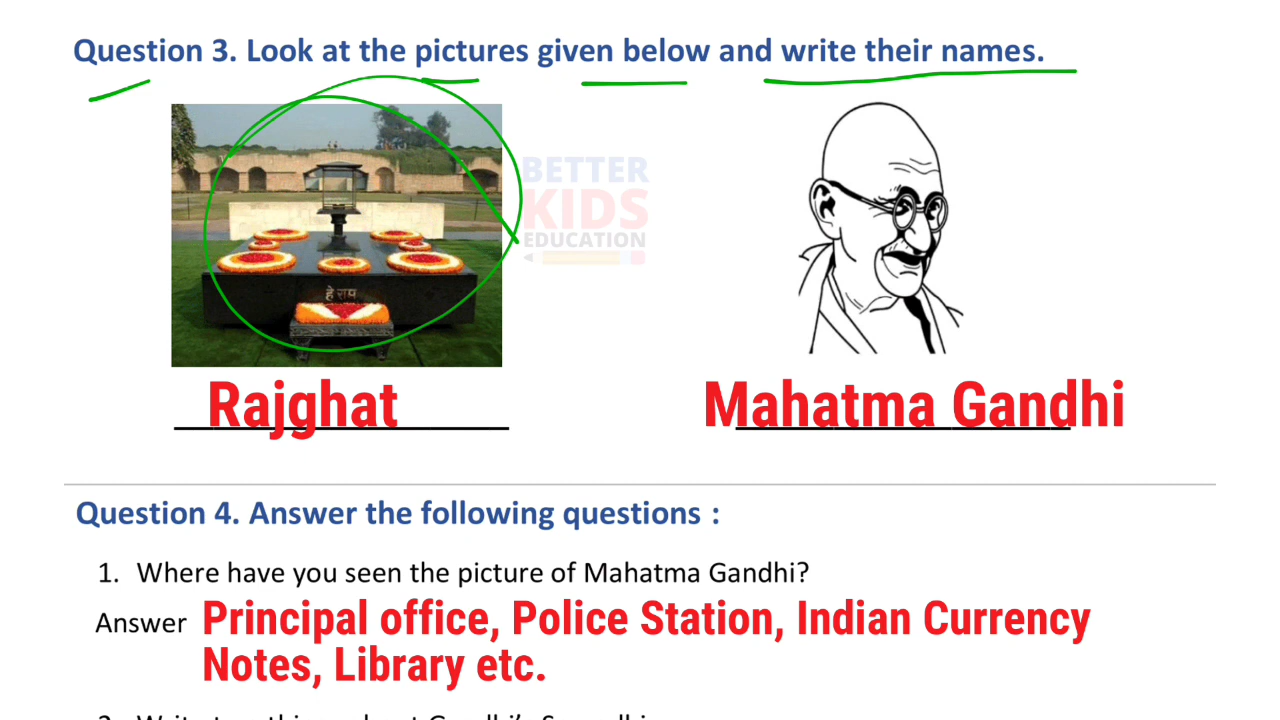 Question 3. Look at the pictures given below and write their names.
BETTER
KIDS
EDUCATION
Rajghat
Mahatma Gandhi
Question 4. Answer the following questions :
1. Where have you seen the picture of Mahatma Gandhi?
Answer Principal office, Police Station, Indian Currency
Notes, Library etc.